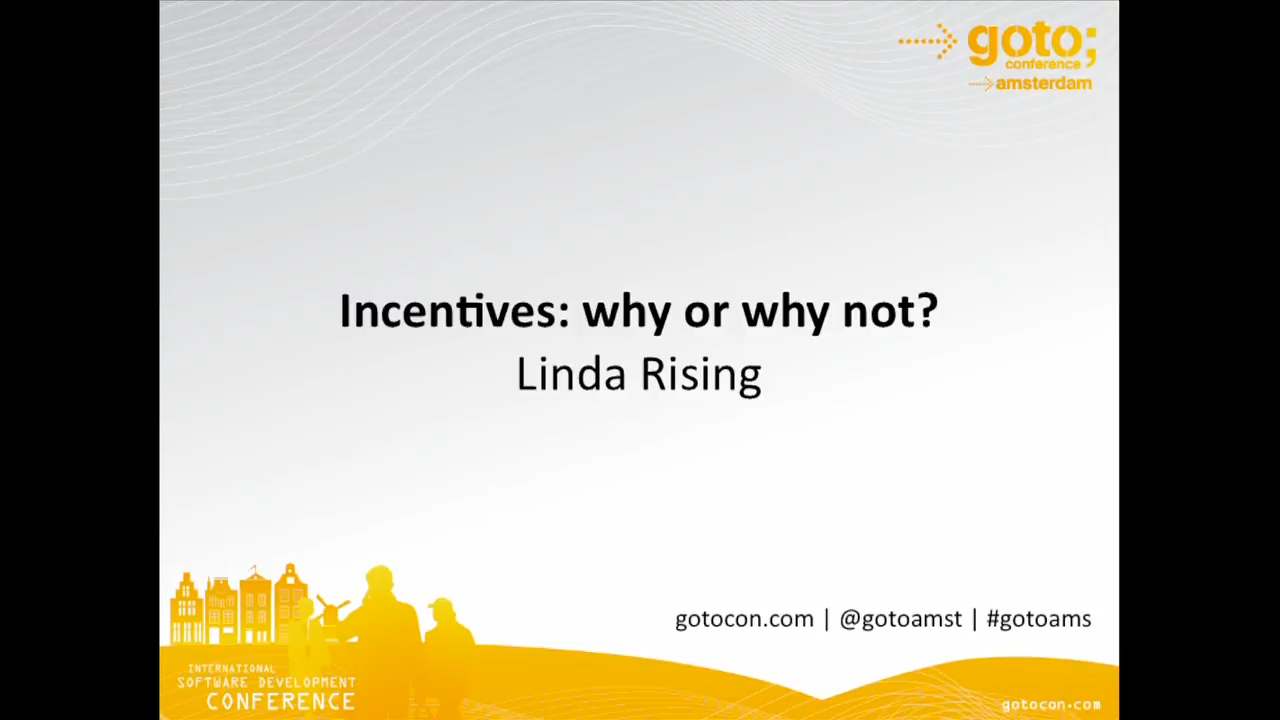 goto;
conference
amsterdam
Incentives: why or why not?
Linda Rising
gotocon.com | @gotoamst | #gotoams
INTERNATIONAL
SOFTWARE DEVELOPMENT
CONFERENCE
gotocon.com